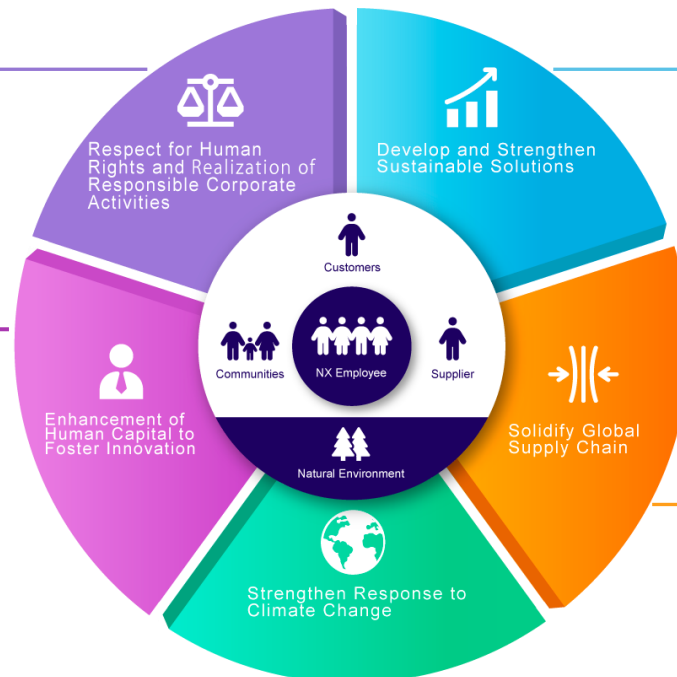 Respect for Human
Rights and Realization of
Responsible Corporate
Activities
Develop and Strengthen
Sustainable Solutions
Customers
Communities
NX Employee
Supplier
Enhancement of
Human Capital to
Foster Innovation
Solidify Global
Supply Chain
Natural Environment
Strengthen Response to
Climate Change